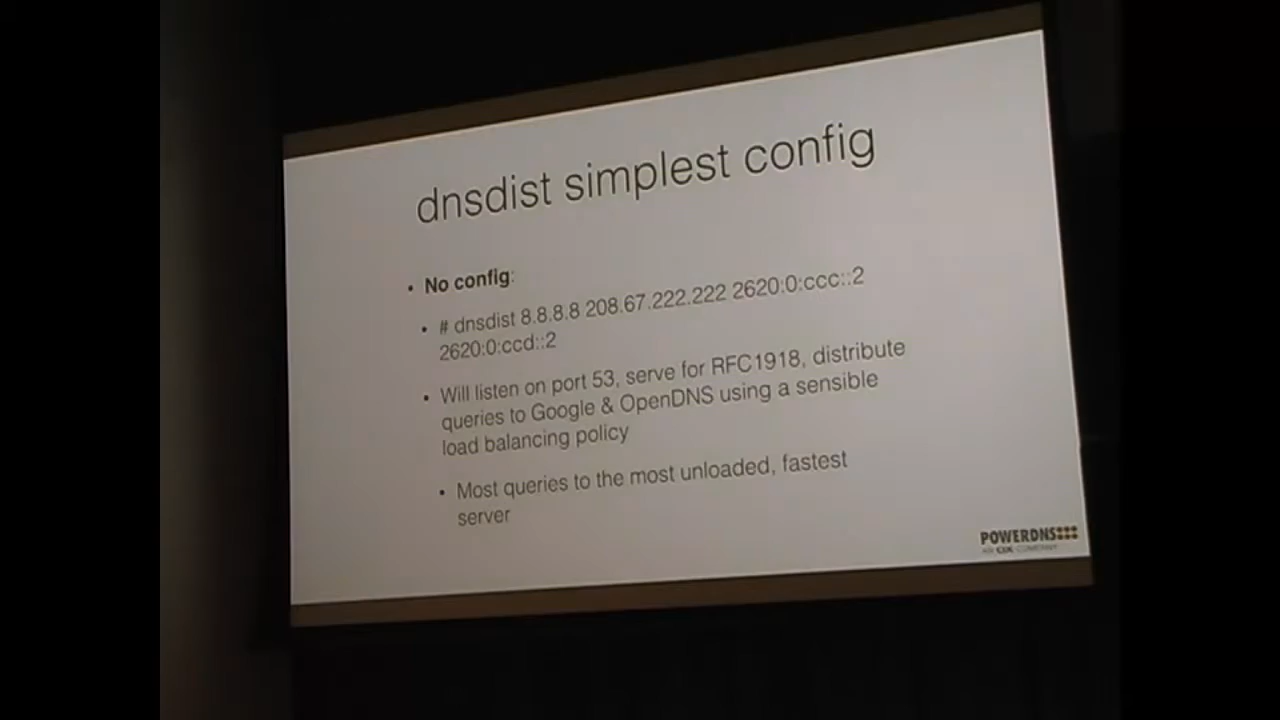 dnsdist simplest config
• No config:
• # dnsdist 8.8.8.8 208.67.222.222 2620:0:ccc::2
2620:0:ccd::2
• Will listen on port 53, serve for RFC1918, distribute
queries to Google & OpenDNS using a sensible
load balancing policy
• Most queries to the most unloaded, fastest
server
POWERDNS
COMPANY